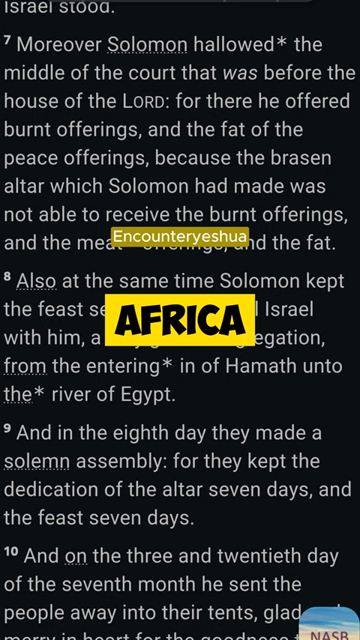 Israel stood.
7 Moreover Solomon hallowed* the
middle of the court that was before the
house of the LORD: for there he offered
burnt offerings, and the fat of the
peace offerings, because the brasen
altar which Solomon had made was
not able to receive the burnt offerings,
and the meat offerings, and the fat.
Encounteryeshua
8 Also at the same time Solomon kept
the feast Israel
AFRICA
with him, a
from the entering* in of Hamath unto
the* river of Egypt.
9 And in the eighth day they made a
solemn assembly: for they kept the
dedication of the altar seven days, and
the feast seven days.
10 And on the three and twentieth day
of the seventh month he sent the
people away into their tents, glad
merry in heart for the
NASB